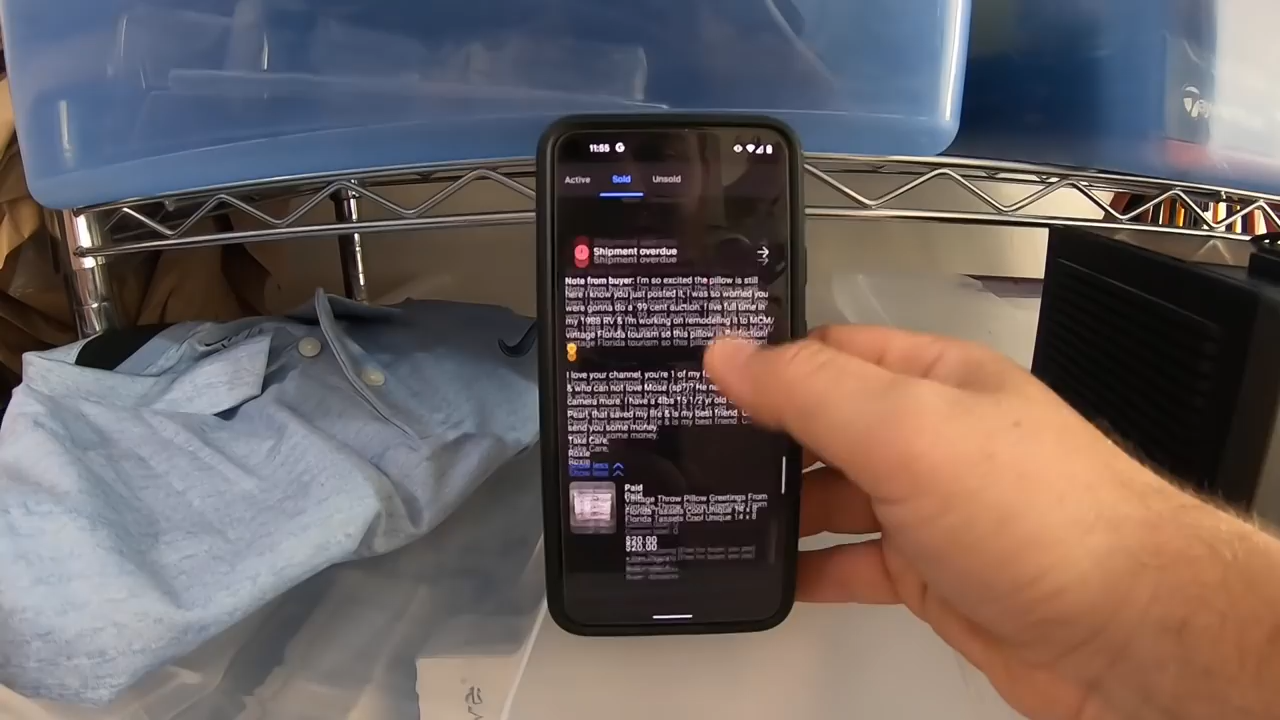 11:55 G
Active Sold Unsold
Shipment overdue
Note from buyer: I'm so excited the pillow is still
here I know you just posted it, I was so worried you
were gonna do a .99 cent auction. I live full time in
my 1988 RV & I'm working on remodeling it to MCM/
vintage Florida tourism so this pillow is Perfection!
I love your channel, you're 1 of my
& who can not love Mose (sp?)? He
camera more. I have a 4lbs 15 1/2 yr old
Pearl, that saved my life & is my best friend.
send you some money.
Take Care,
Roxie
Show less
Paid
Vintage Throw Pillow Greetings From
Florida Tassels Cool Unique 14 x 8
$20.00